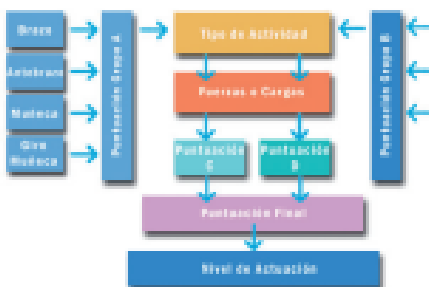 Brazo
Antebrazo
Muñeca
Giro
Muñeca
Puntuación Grupo A
Tipo de Actividad
Fuerzas o Cargas
Puntuación
C
Puntuación
D
Puntuación Final
Nivel de Actuación
Puntuación Grupo B